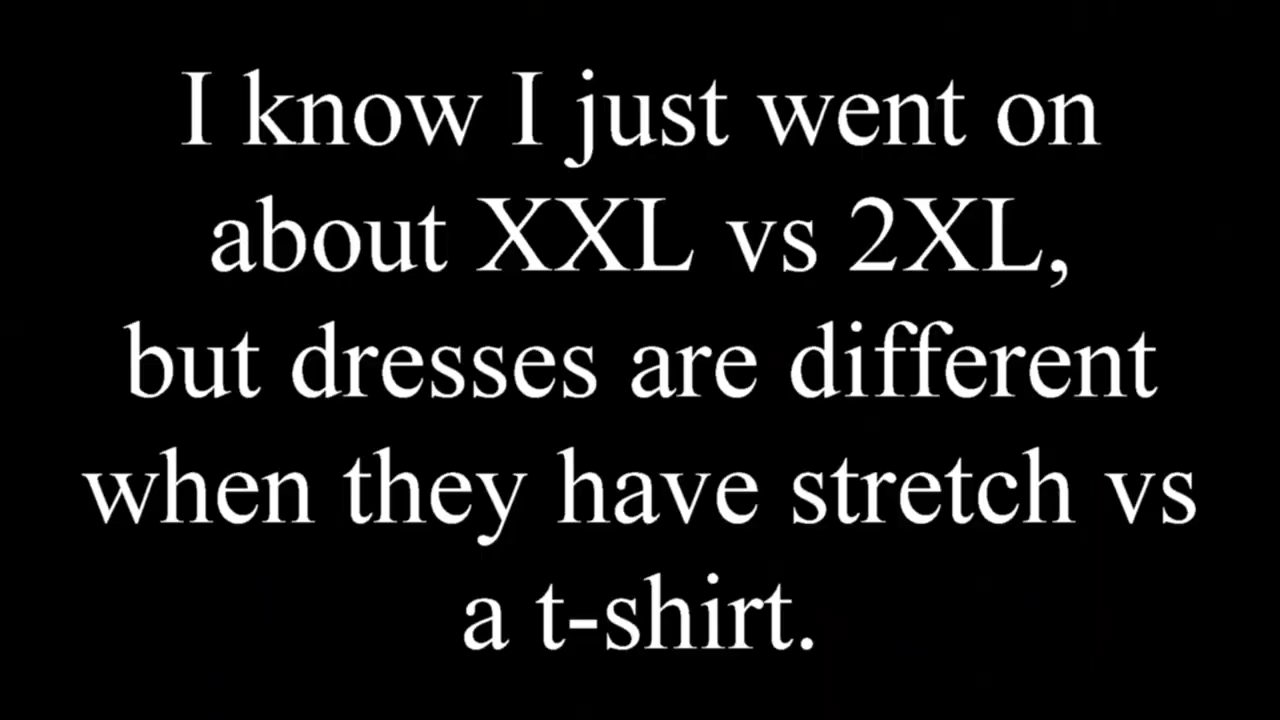 I know I just went on
about XXL vs 2XL,
but dresses are different
when they have stretch vs
a t-shirt.